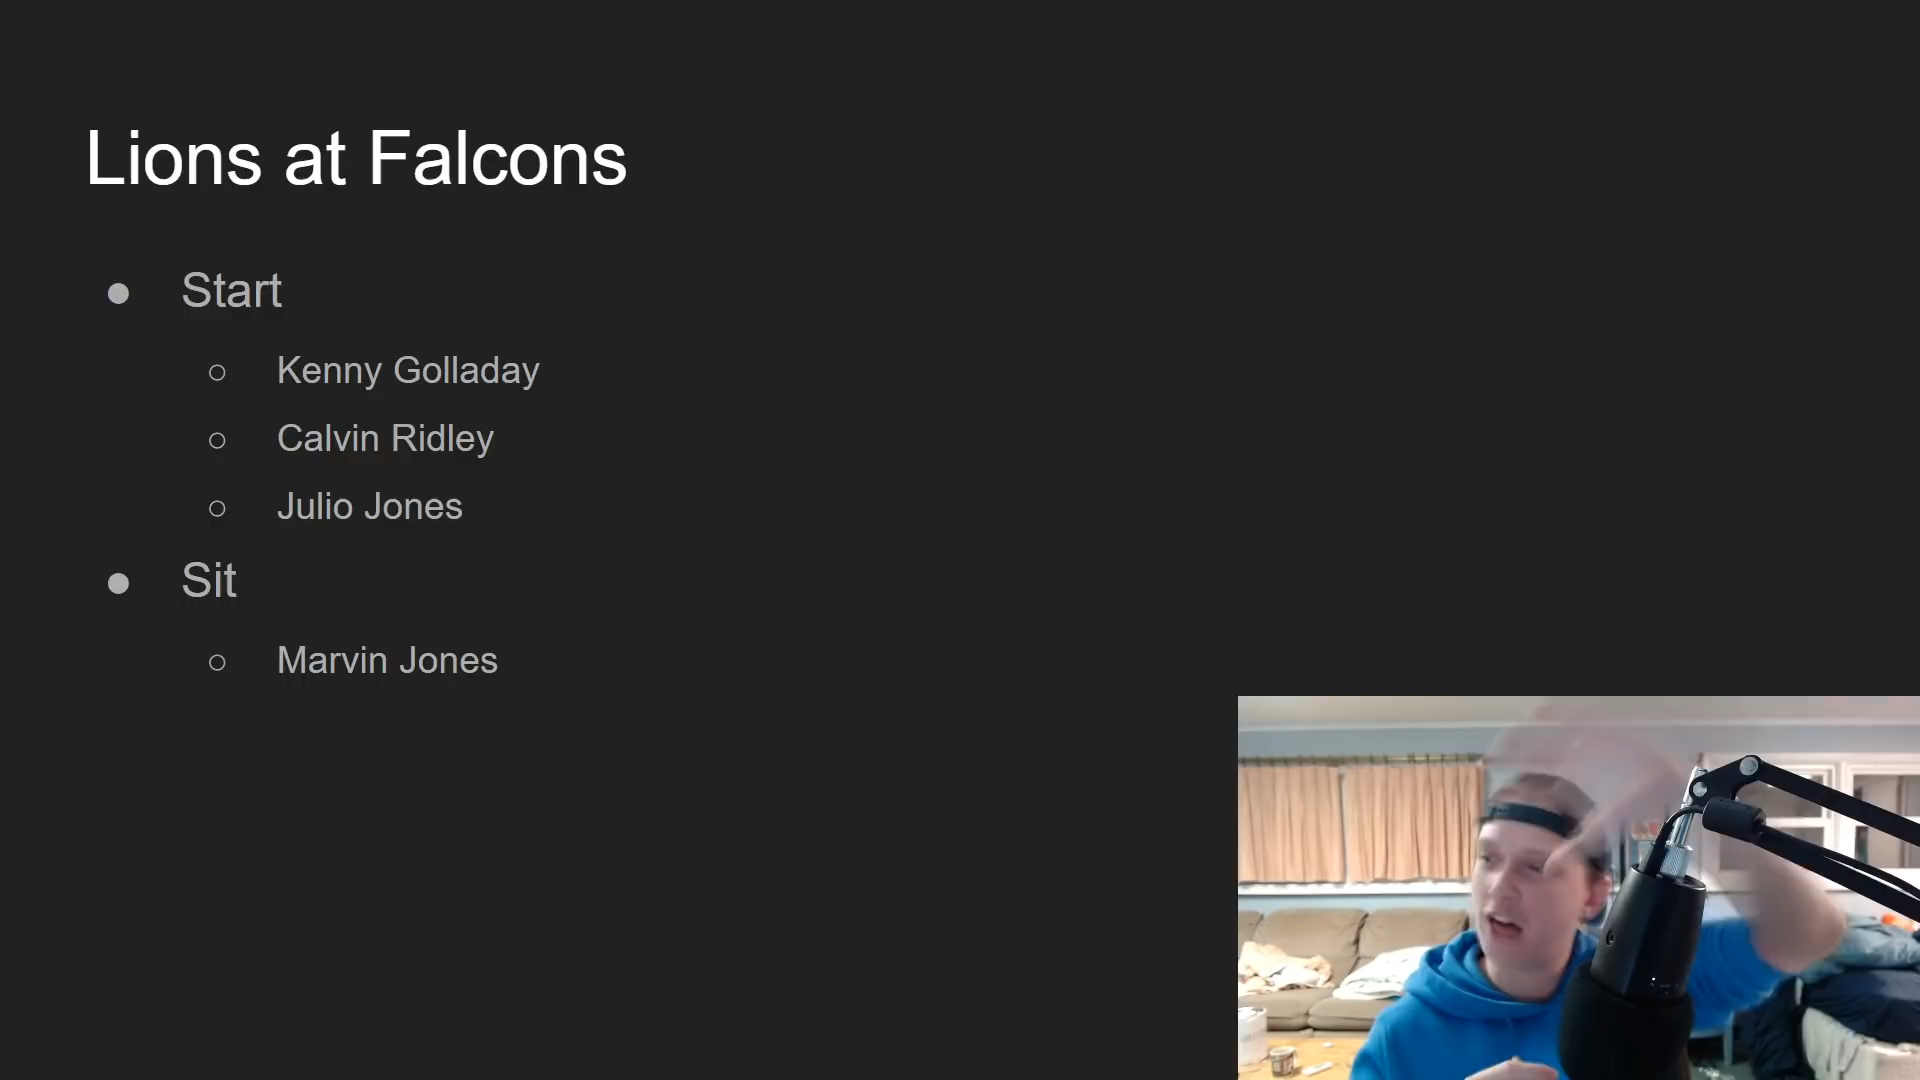 Lions at Falcons
● Start
○ Kenny Golladay
○ Calvin Ridley
○ Julio Jones
● Sit
○ Marvin Jones